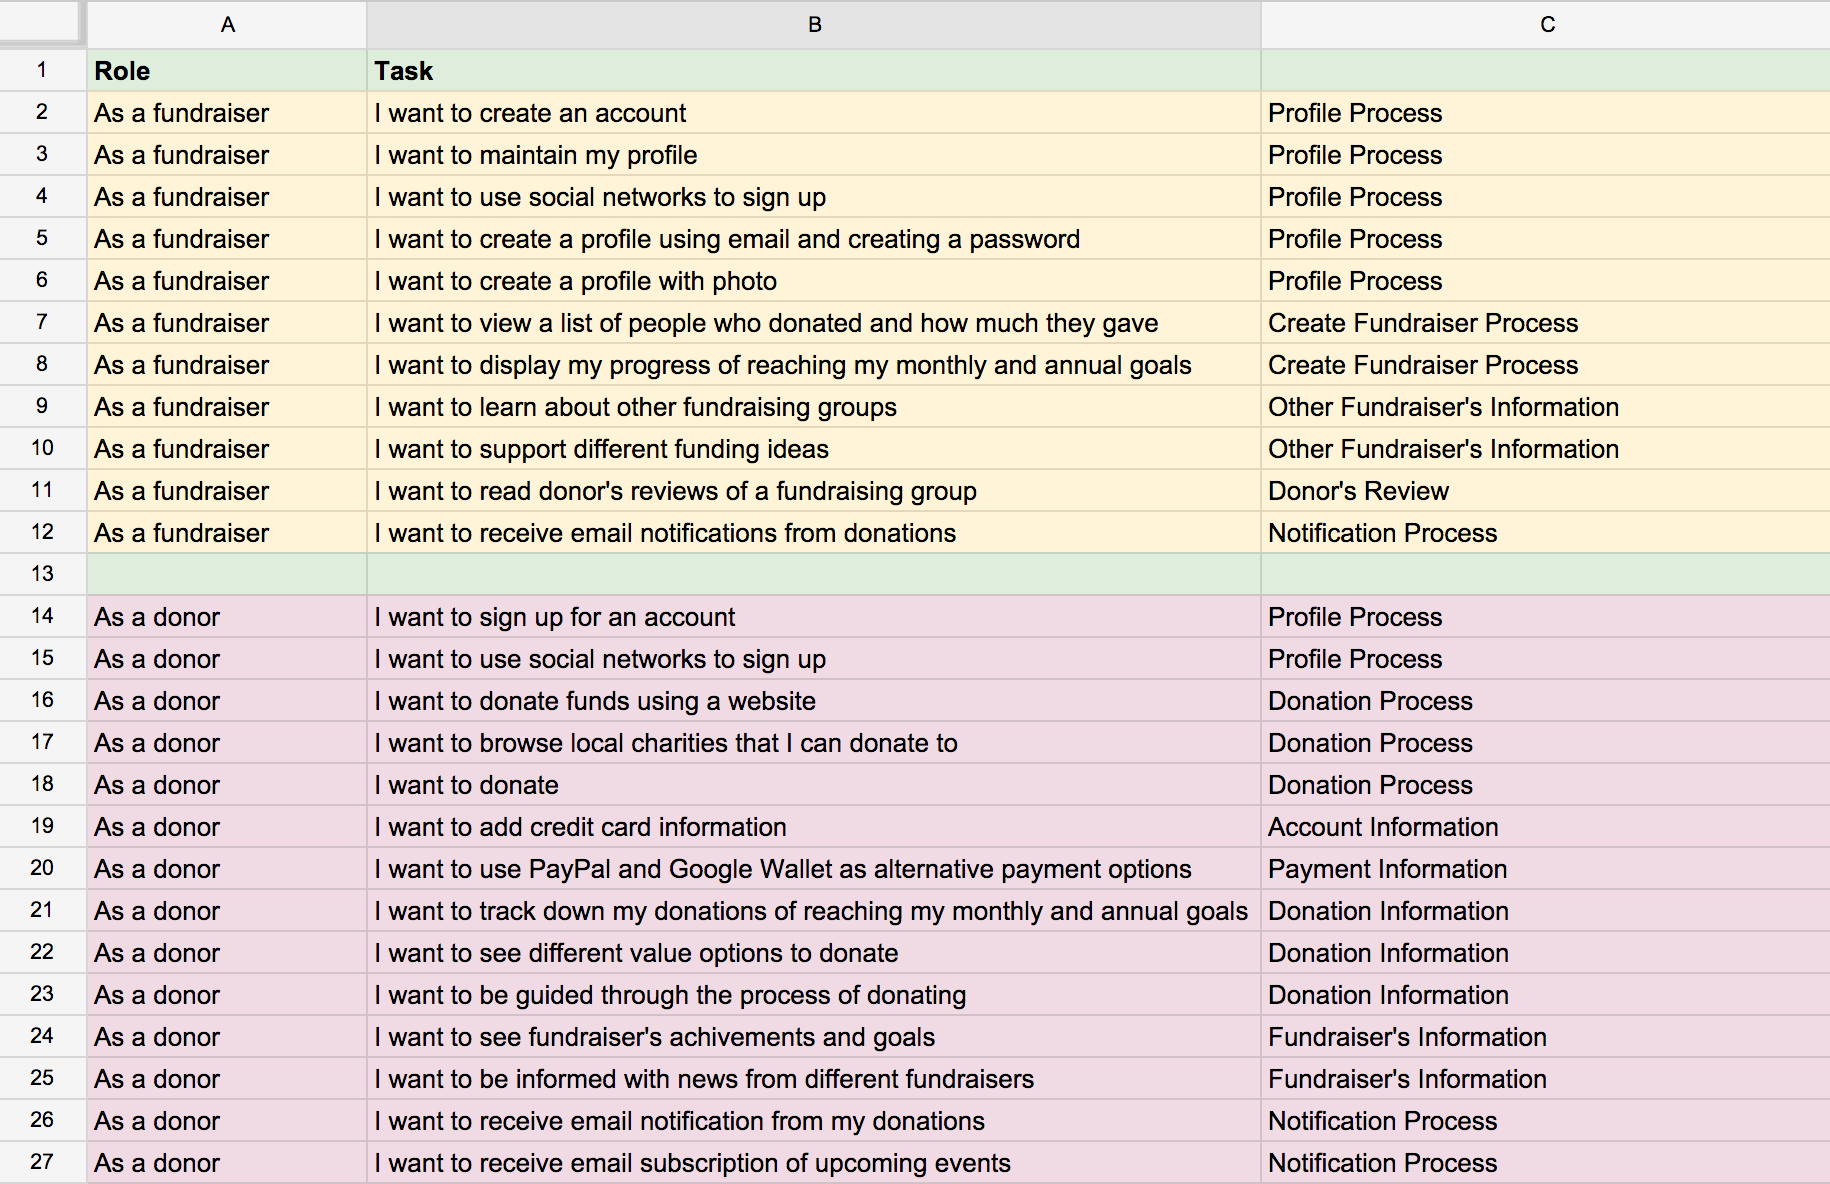 A B C
1 Role Task
2 As a fundraiser I want to create an account Profile Process
3 As a fundraiser I want to maintain my profile Profile Process
4 As a fundraiser I want to use social networks to sign up Profile Process
5 As a fundraiser I want to create a profile using email and creating a password Profile Process
6 As a fundraiser I want to create a profile with photo Profile Process
7 As a fundraiser I want to view a list of people who donated and how much they gave Create Fundraiser Process
8 As a fundraiser I want to display my progress of reaching my monthly and annual goals Create Fundraiser Process
9 As a fundraiser I want to learn about other fundraising groups Other Fundraiser's Information
10 As a fundraiser I want to support different funding ideas Other Fundraiser's Information
11 As a fundraiser I want to read donor's reviews of a fundraising group Donor's Review
12 As a fundraiser I want to receive email notifications from donations Notification Process
13
14 As a donor I want to sign up for an account Profile Process
15 As a donor I want to use social networks to sign up Profile Process
16 As a donor I want to donate funds using a website Donation Process
17 As a donor I want to browse local charities that I can donate to Donation Process
18 As a donor I want to donate Donation Process
19 As a donor I want to add credit card information Account Information
20 As a donor I want to use PayPal and Google Wallet as alternative payment options Payment Information
21 As a donor I want to track down my donations of reaching my monthly and annual goals Donation Information
22 As a donor I want to see different value options to donate Donation Information
23 As a donor I want to be guided through the process of donating Donation Information
24 As a donor I want to see fundraiser's achivements and goals Fundraiser's Information
25 As a donor I want to be informed with news from different fundraisers Fundraiser's Information
26 As a donor I want to receive email notification from my donations Notification Process
27 As a donor I want to receive email subscription of upcoming events Notification Process